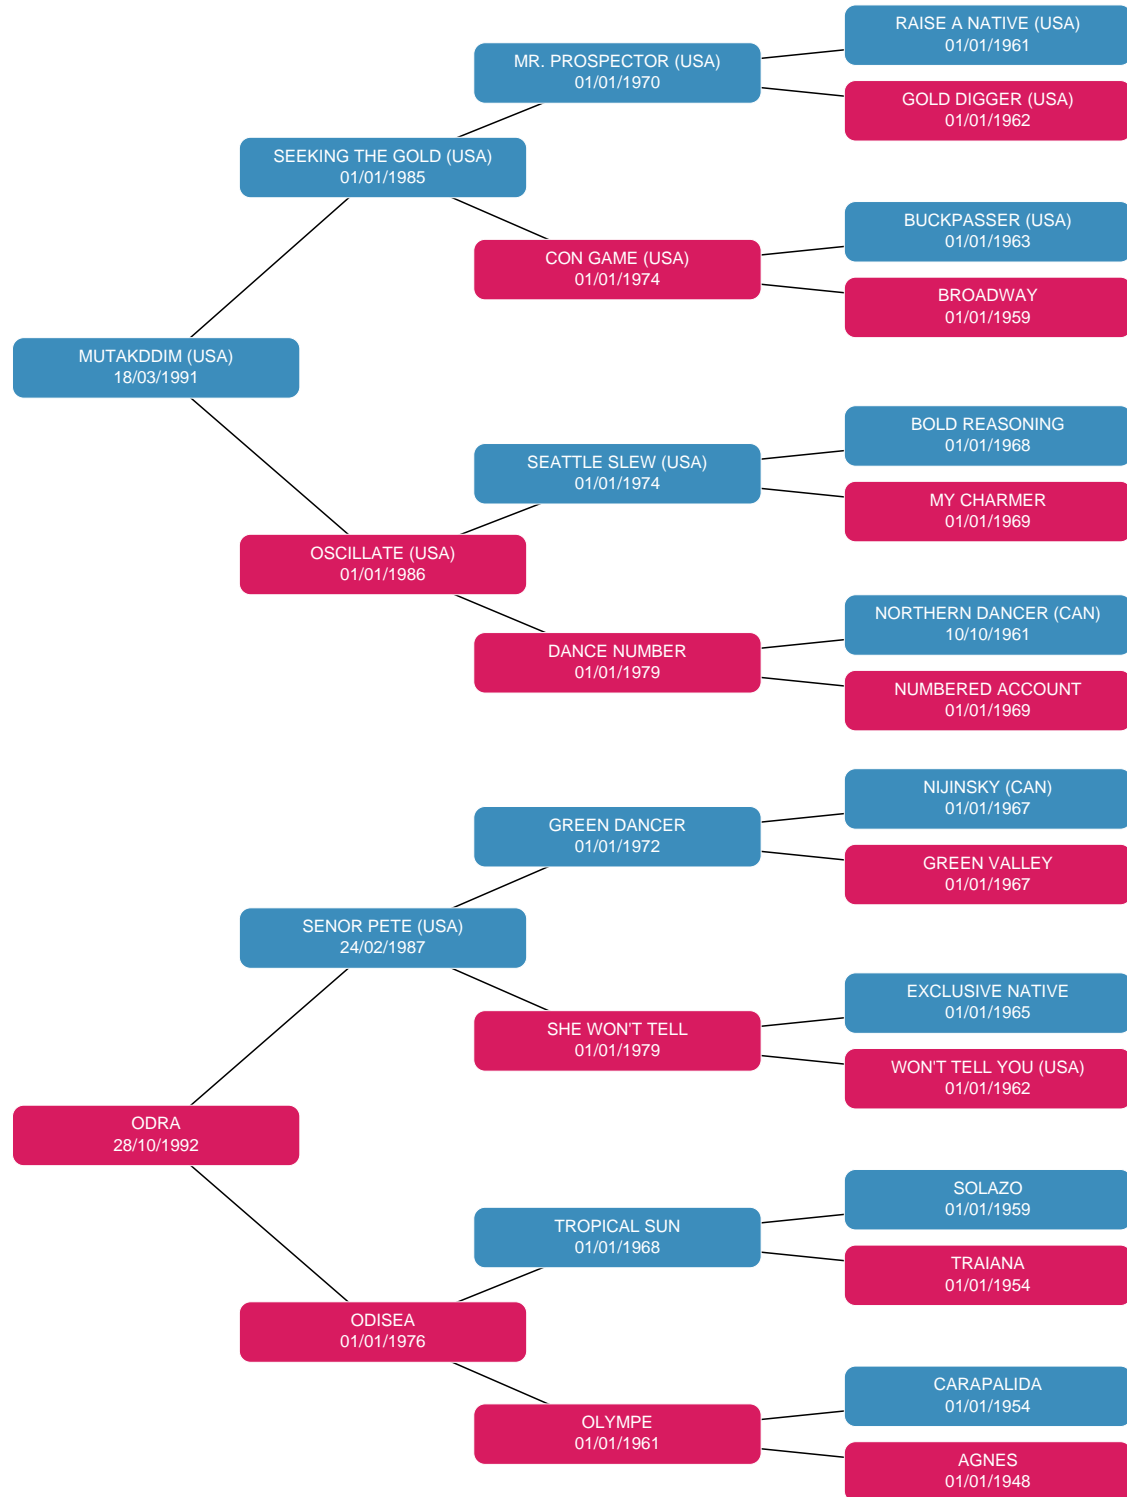 RAISE A NATIVE (USA)
01/01/1961
MR. PROSPECTOR (USA)
01/01/1970
GOLD DIGGER (USA)
01/01/1962
SEEKING THE GOLD (USA)
01/01/1985
BUCKPASSER (USA)
01/01/1963
CON GAME (USA)
01/01/1974
BROADWAY
01/01/1959
MUTAKDDIM (USA)
18/03/1991
BOLD REASONING
01/01/1968
SEATTLE SLEW (USA)
01/01/1974
MY CHARMER
01/01/1969
OSCILLATE (USA)
01/01/1986
NORTHERN DANCER (CAN)
10/10/1961
DANCE NUMBER
01/01/1979
NUMBERED ACCOUNT
01/01/1969
NIJINSKY (CAN)
01/01/1967
GREEN DANCER
01/01/1972
GREEN VALLEY
01/01/1967
SENOR PETE (USA)
24/02/1987
EXCLUSIVE NATIVE
01/01/1965
SHE WON'T TELL
01/01/1979
WON'T TELL YOU (USA)
01/01/1962
ODRA
28/10/1992
SOLAZO
01/01/1959
TROPICAL SUN
01/01/1968
TRAIANA
01/01/1954
ODISEA
01/01/1976
CARAPALIDA
01/01/1954
OLYMPE
01/01/1961
AGNES
01/01/1948